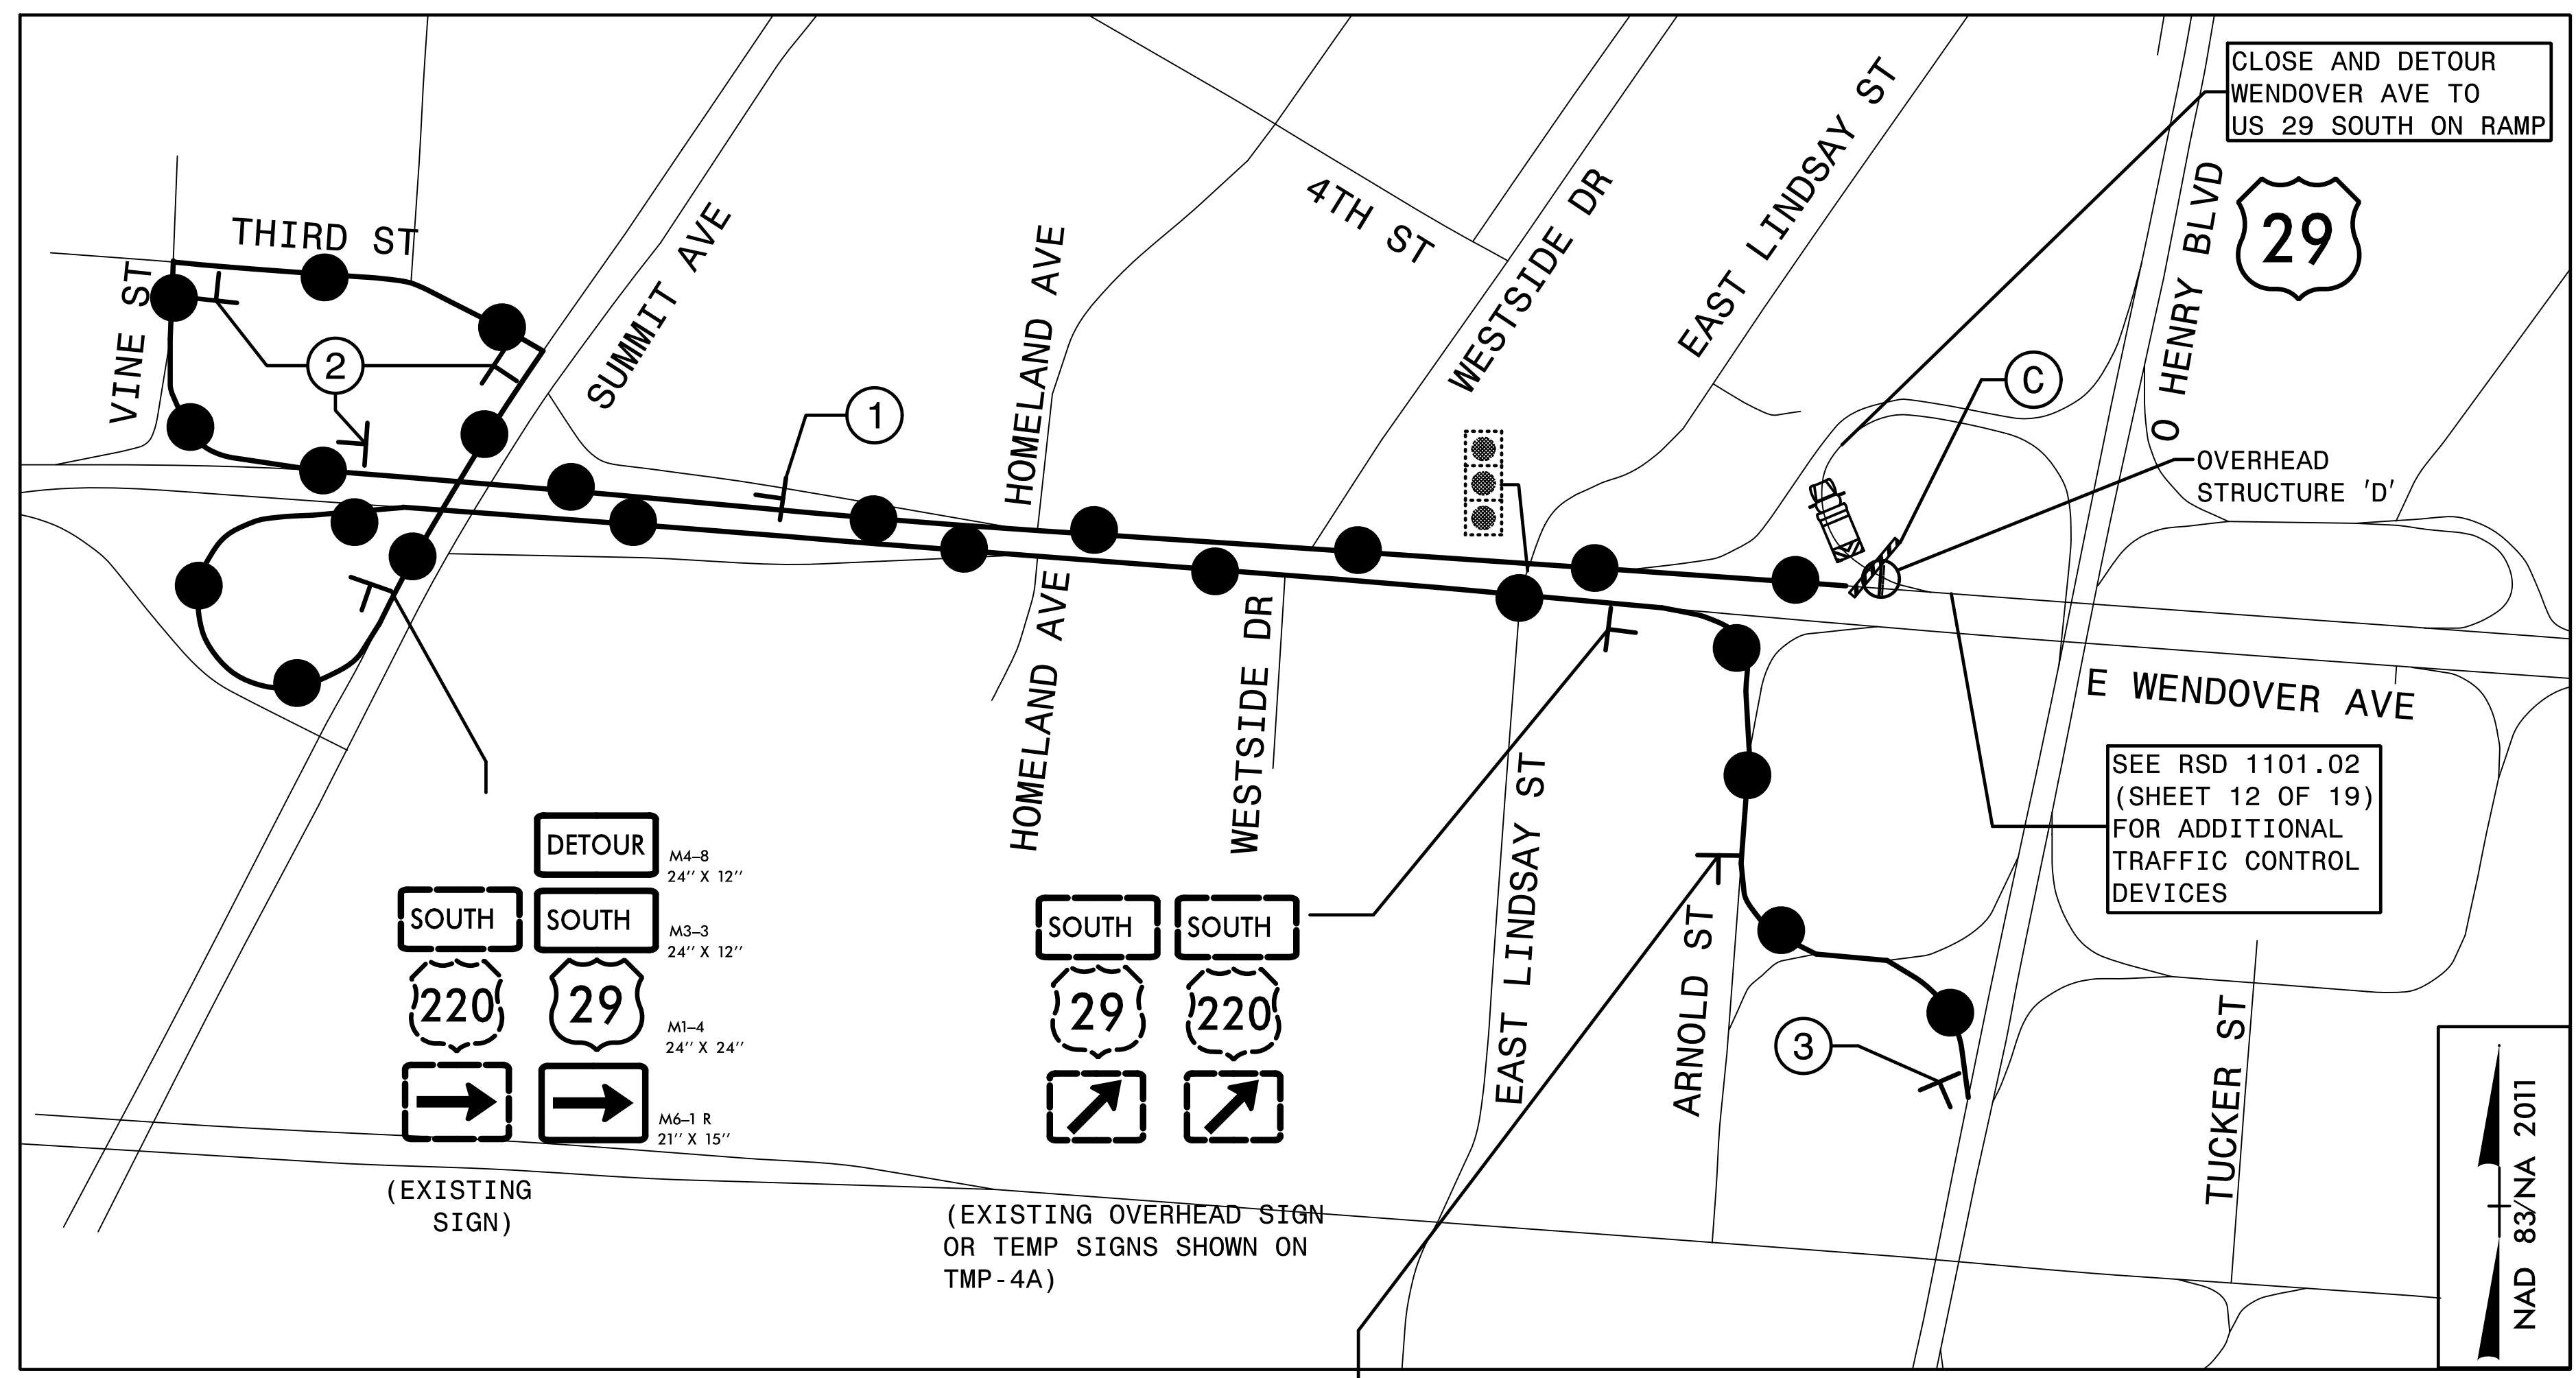 CLOSE AND DETOUR
WENDOVER AVE TO
US 29 SOUTH ON RAMP
29
THIRD ST
VINE ST
SUMMIT AVE
HOMELAND AVE
4TH ST
WESTSIDE DR
EAST LINDSAY ST
O HENRY BLVD
2
1
C
OVERHEAD
STRUCTURE 'D'
E WENDOVER AVE
SEE RSD 1101.02
(SHEET 12 OF 19)
FOR ADDITIONAL
TRAFFIC CONTROL
DEVICES
HOMELAND AVE
WESTSIDE DR
EAST LINDSAY ST
ARNOLD ST
3
TUCKER ST
DETOUR
M4-8
24" X 12"
SOUTH
SOUTH
M3-3
24" X 12"
220
29
M1-4
24" X 24"
M6-1 R
21" X 15"
(EXISTING
SIGN)
SOUTH
SOUTH
29
220
(EXISTING OVERHEAD SIGN
OR TEMP SIGNS SHOWN ON
TMP-4A)
NAD 83/NA 2011